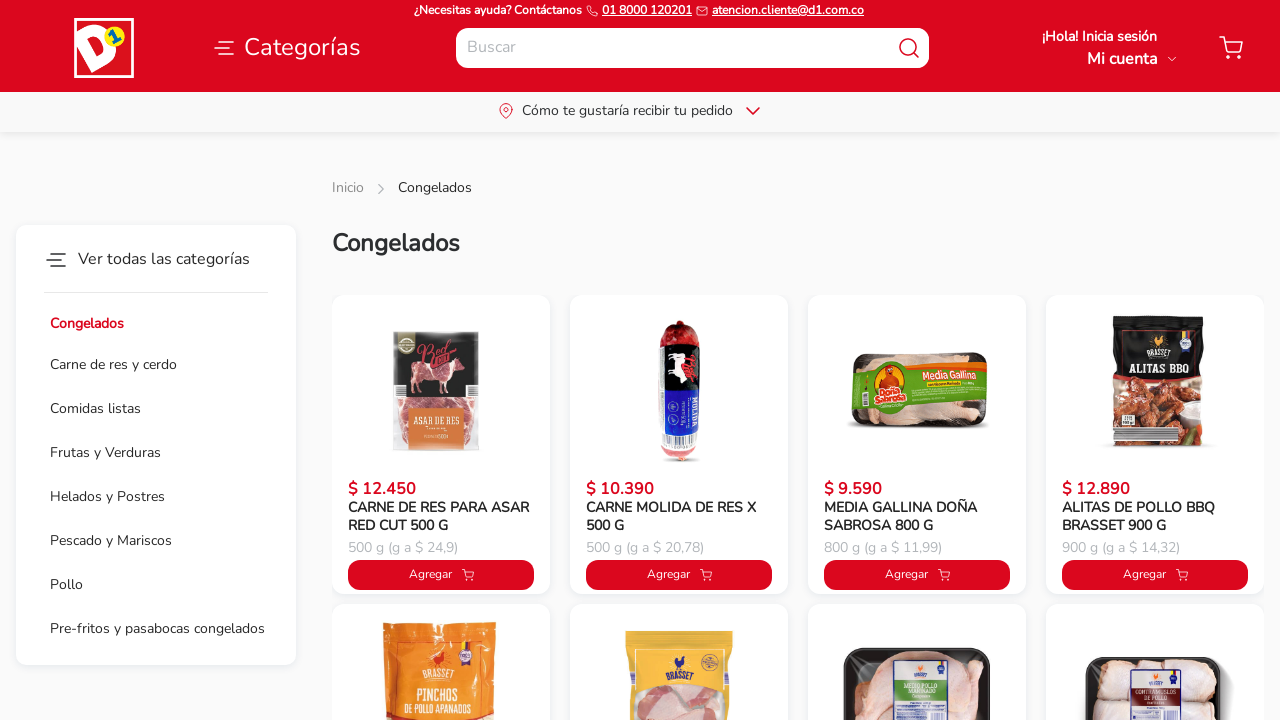 ¿Necesitas ayuda? Contáctanos 01 8000 120201 atencion.cliente@d1.com.co
D1
Categorías
Buscar
¡Hola! Inicia sesión
Mi cuenta
Cómo te gustaría recibir tu pedido
Inicio > Congelados
Ver todas las categorías
Congelados
Carne de res y cerdo
Comidas listas
Frutas y Verduras
Helados y Postres
Pescado y Mariscos
Pollo
Pre-fritos y pasabocas congelados
Congelados
Red Cut
ASAR DE RES
$ 12.450
CARNE DE RES PARA ASAR
RED CUT 500 G
500 g (g a $ 24,9)
Agregar
MOLIDA
$ 10.390
CARNE MOLIDA DE RES X
500 G
500 g (g a $ 20,78)
Agregar
Media Gallina
Doña
Sabrosa
$ 9.590
MEDIA GALLINA DOÑA
SABROSA 800 G
800 g (g a $ 11,99)
Agregar
BRASSET
ALITAS BBQ
$ 12.890
ALITAS DE POLLO BBQ
BRASSET 900 G
900 g (g a $ 14,32)
Agregar
BRASSET
PINCHOS
DE POLLO APANADOS
BRASSET
BRASSET
MEDIO POLLO
MARINADO
BRASSET
CONTRAMUSLOS DE
POLLO